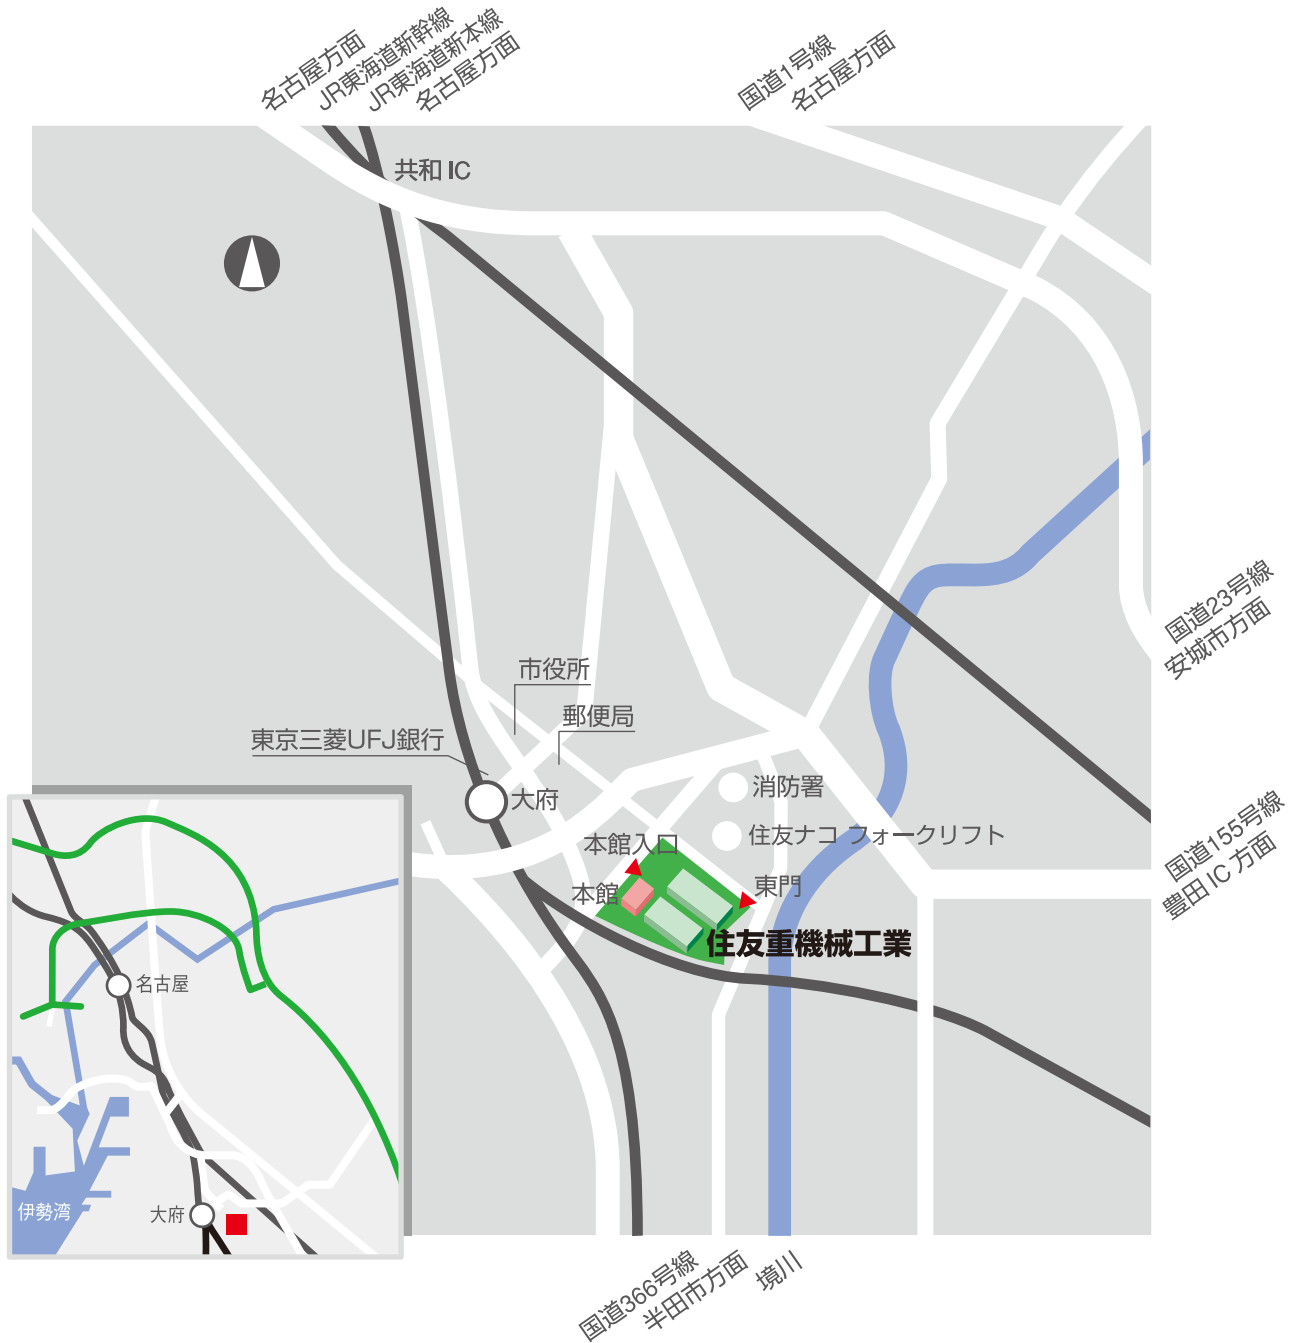 名古屋方面
JR東海道新幹線
JR東海道新本線
名古屋方面
国道1号線
名古屋方面
共和 IC
国道23号線
安城市方面
市役所
郵便局
東京三菱UFJ銀行
大府
消防署
住友ナコ フォークリフト
本館入口
本館
東門
住友重機械工業
国道155号線
豊田 IC 方面
名古屋
伊勢湾
大府
国道366号線
半田市方面
境川